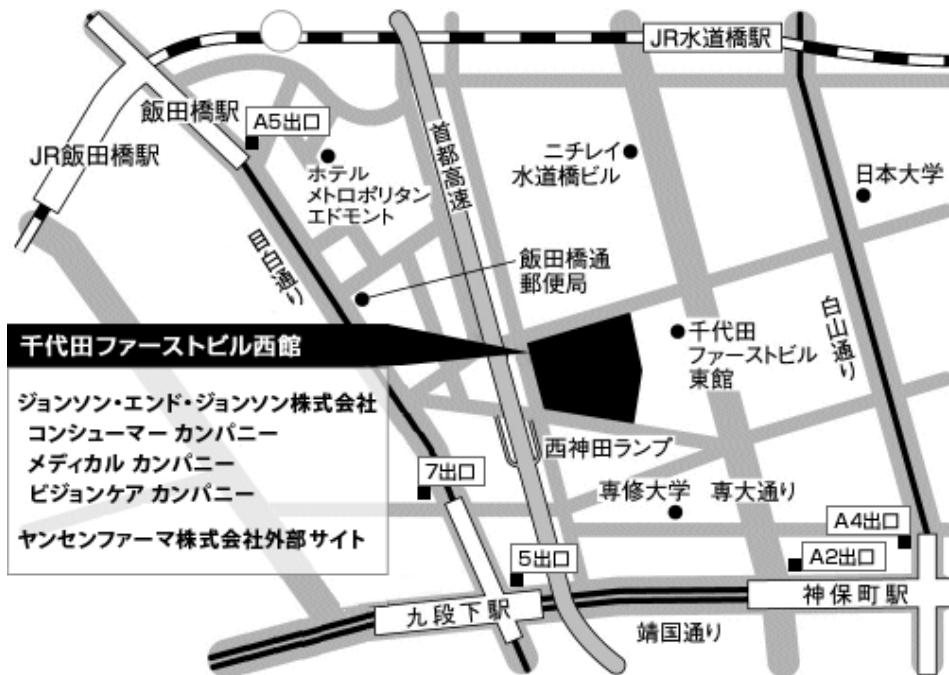 JR水道橋駅
飯田橋駅
A5出口
JR飯田橋駅
首都高速
ホテル
メトロポリタン
エドモント
ニチレイ
水道橋ビル
日本大学
目白通り
飯田橋通
郵便局
白山通り
千代田ファーストビル西館
千代田
ファーストビル
東館
ジョンソン・エンド・ジョンソン株式会社
コンシューマー カンパニー
メディカル カンパニー
ビジョンケア カンパニー
ヤンセンファーマ株式会社外部サイト
西神田ランプ
7出口
専修大学
専大通り
A4出口
A2出口
5出口
九段下駅
神保町駅
靖国通り